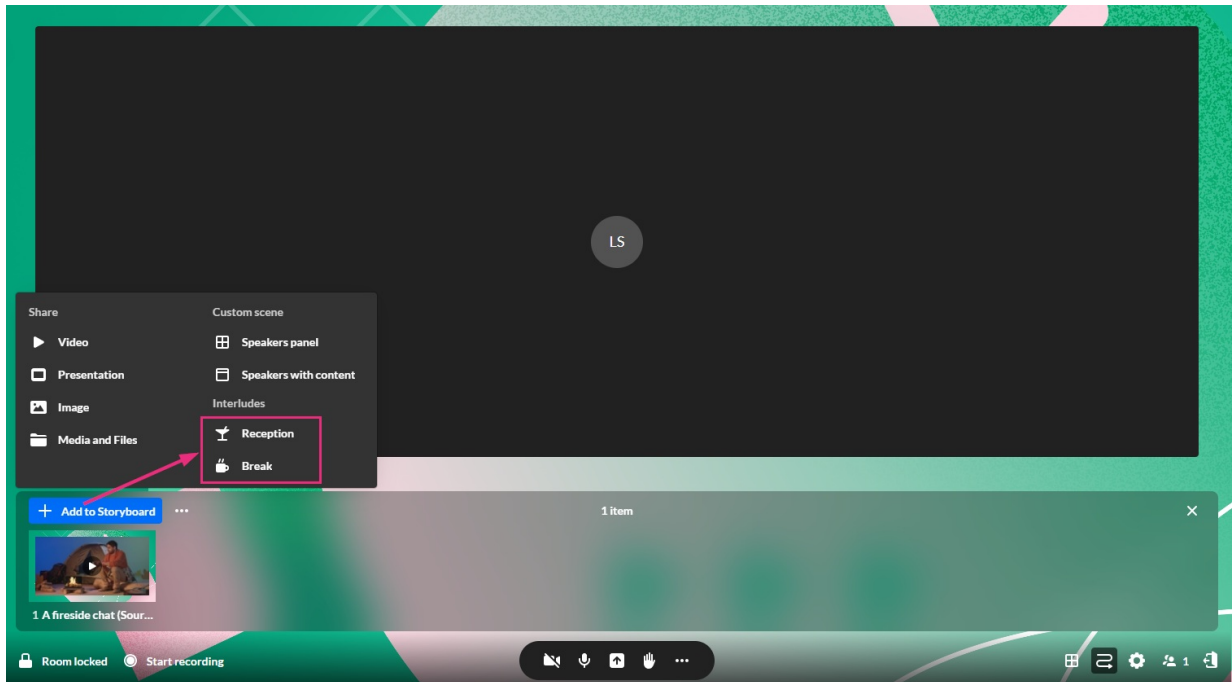 LS
Share
Video
Presentation
Image
Media and Files
Custom scene
Speakers panel
Speakers with content
Interludes
Reception
Break
Add to Storyboard
1 item
1 A fireside chat (Sour...
Room locked
Start recording
1